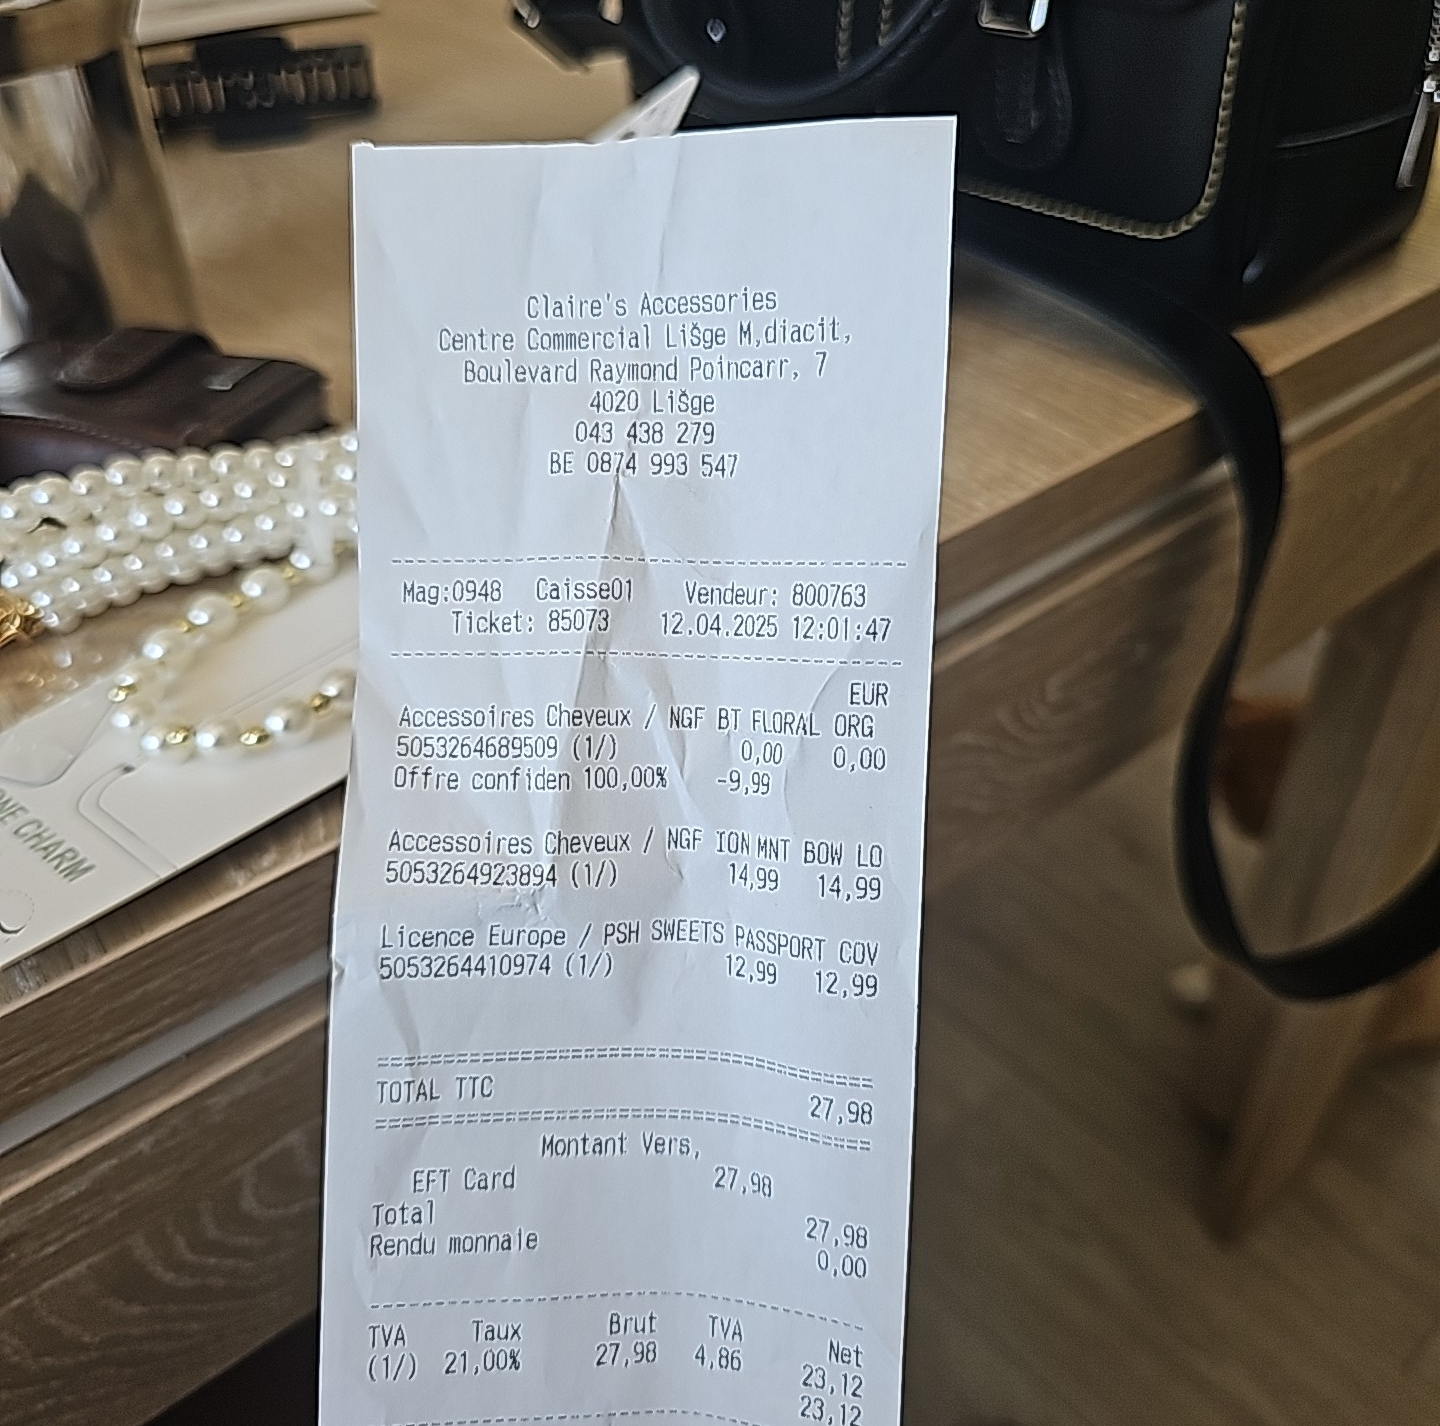 Claire's Accessories
Centre Commercial LiŠge M,diacit,
Boulevard Raymond Poincarr, 7
4020 LiŠge
043 438 279
BE 0874 993 547
Mag:0948 Caisse01 Vendeur: 800763
Ticket: 85073 12.04.2025 12:01:47
EUR
Accessoires Cheveux / NGF BT FLORAL ORG
5053264689509 (1/) 0,00 0,00
Offre confiden 100,00% -9,99
Accessoires Cheveux / NGF ION MNT BOW LO
5053264923894 (1/) 14,99 14,99
Licence Europe / PSH SWEETS PASSPORT COV
5053264410974 (1/) 12,99 12,99
TOTAL TTC 27,98
Montant Vers,
EFT Card 27,98
Total 27,98
Rendu monnaie 0,00
TVA Taux Brut TVA Net
(1/) 21,00% 27,98 4,86 23,12
23,12
CHARM